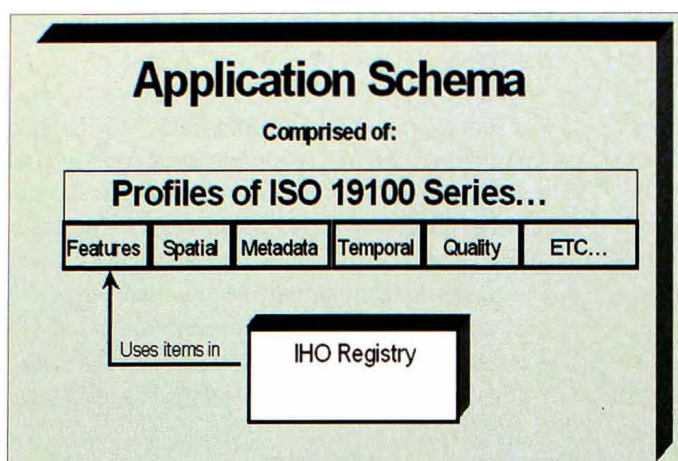 Application Schema
Comprised of:
Profiles of ISO 19100 Series...
Features Spatial Metadata Temporal Quality ETC...
Uses items in
IHO Registry